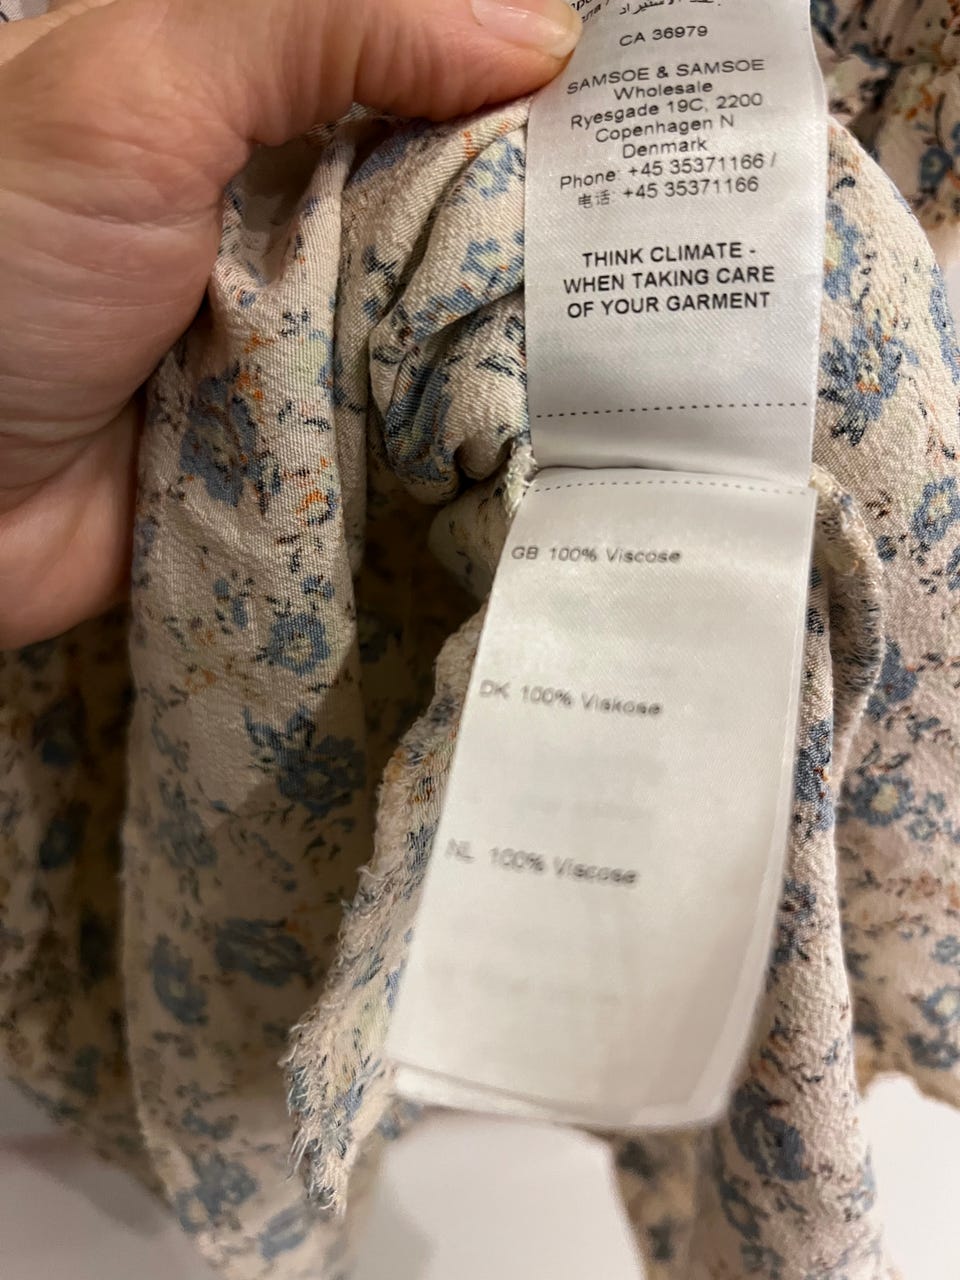 CA 36979
SAMSOE & SAMSOE
Wholesale
Ryesgade 19C, 2200
Copenhagen N
Denmark
Phone: +45 35371166 /
电话: +45 35371166
THINK CLIMATE -
WHEN TAKING CARE
OF YOUR GARMENT
GB 100% Viscose
DK 100% Viskose
NL 100% Viscose